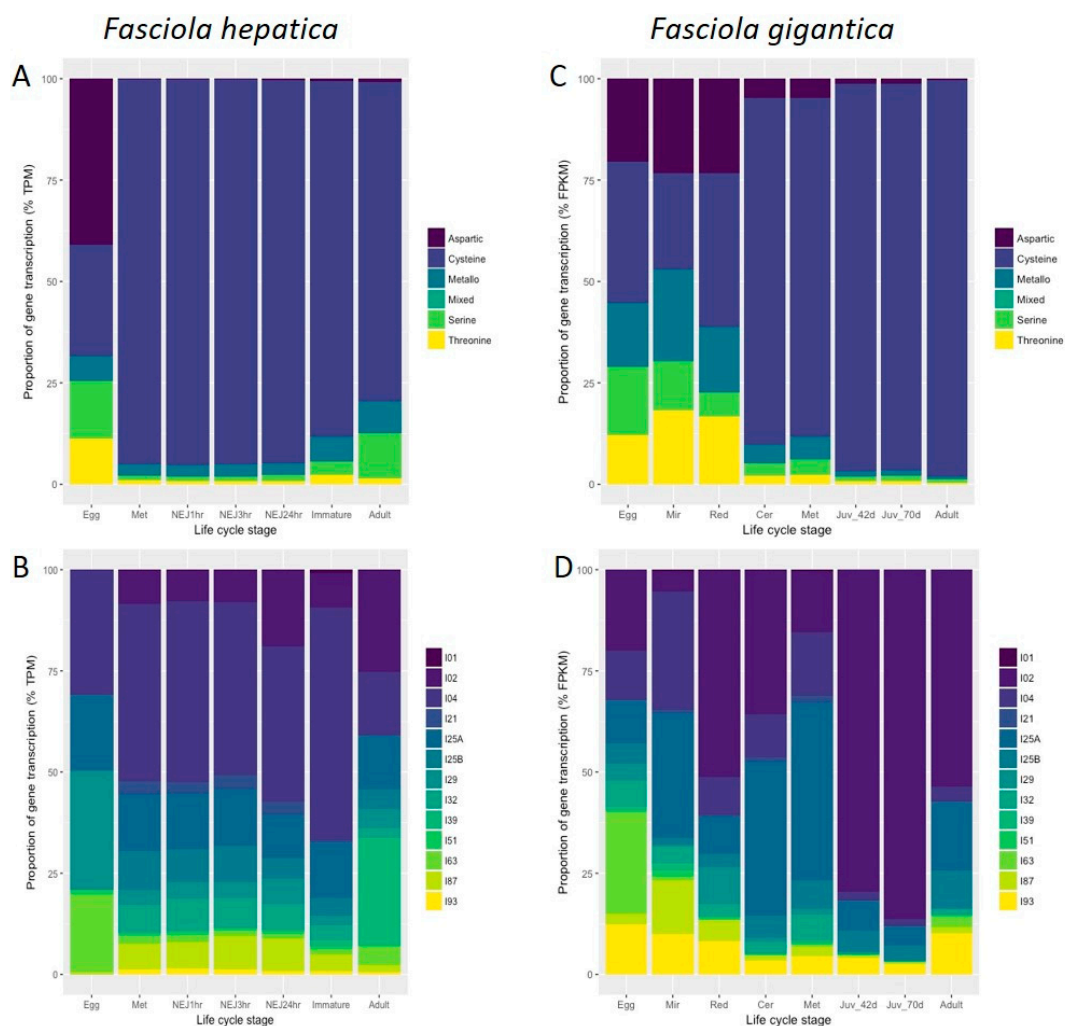 Fasciola hepatica
Fasciola gigantica
A
100
75
50
25
0
Proportion of gene transcription (% TPM)
Egg Met NEJ1hr NEJ3hr NEJ24hr Immature Adult
Life cycle stage
Aspartic
Cysteine
Metallo
Mixed
Serine
Threonine
C
100
75
50
25
0
Proportion of gene transcription (% FPKM)
Egg Mir Red Cer Met Juv_42d Juv_70d Adult
Life cycle stage
Aspartic
Cysteine
Metallo
Mixed
Serine
Threonine
B
100
75
50
25
0
Proportion of gene transcription (% TPM)
Egg Met NEJ1hr NEJ3hr NEJ24hr Immature Adult
Life cycle stage
I01
I02
I04
I21
I25A
I25B
I29
I32
I39
I51
I63
I87
I93
D
100
75
50
25
0
Proportion of gene transcription (% FPKM)
Egg Mir Red Cer Met Juv_42d Juv_70d Adult
Life cycle stage
I01
I02
I04
I21
I25A
I25B
I29
I32
I39
I51
I63
I87
I93